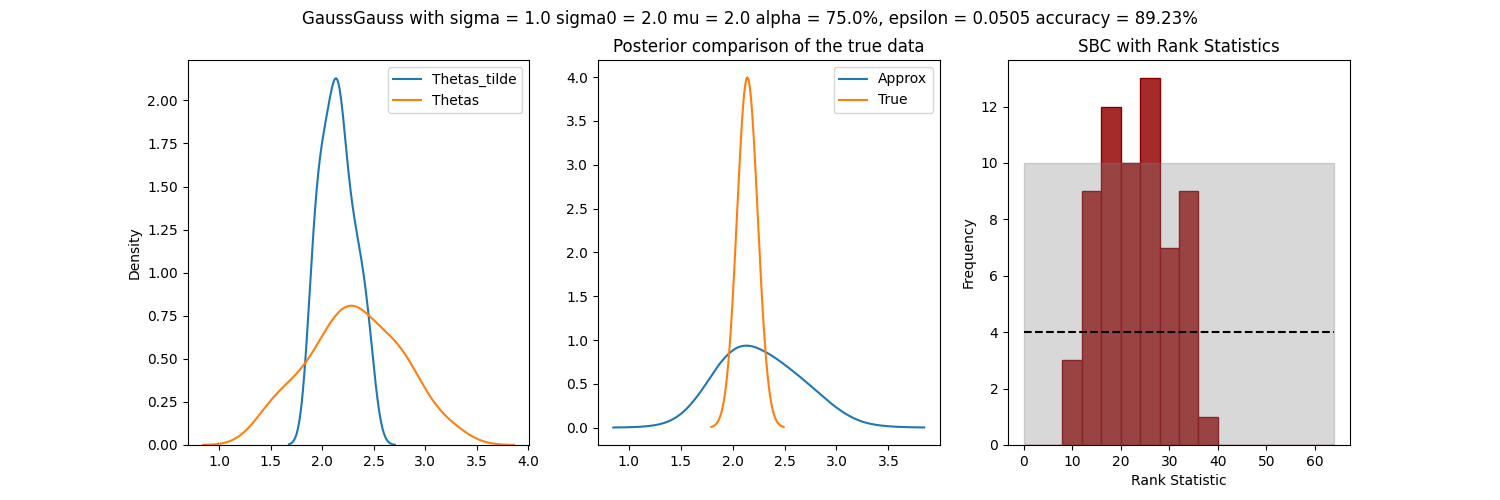 GaussGauss with sigma = 1.0 sigma0 = 2.0 mu = 2.0 alpha = 75.0%, epsilon = 0.0505 accuracy = 89.23%
Density
2.00
1.75
1.50
1.25
1.00
0.75
0.50
0.25
0.00
Thetas_tilde
Thetas
1.0 1.5 2.0 2.5 3.0 3.5 4.0
Posterior comparison of the true data
4.0
3.5
3.0
2.5
2.0
1.5
1.0
0.5
0.0
Approx
True
1.0 1.5 2.0 2.5 3.0 3.5
SBC with Rank Statistics
Frequency
12
10
8
6
4
2
0
0 10 20 30 40 50 60
Rank Statistic